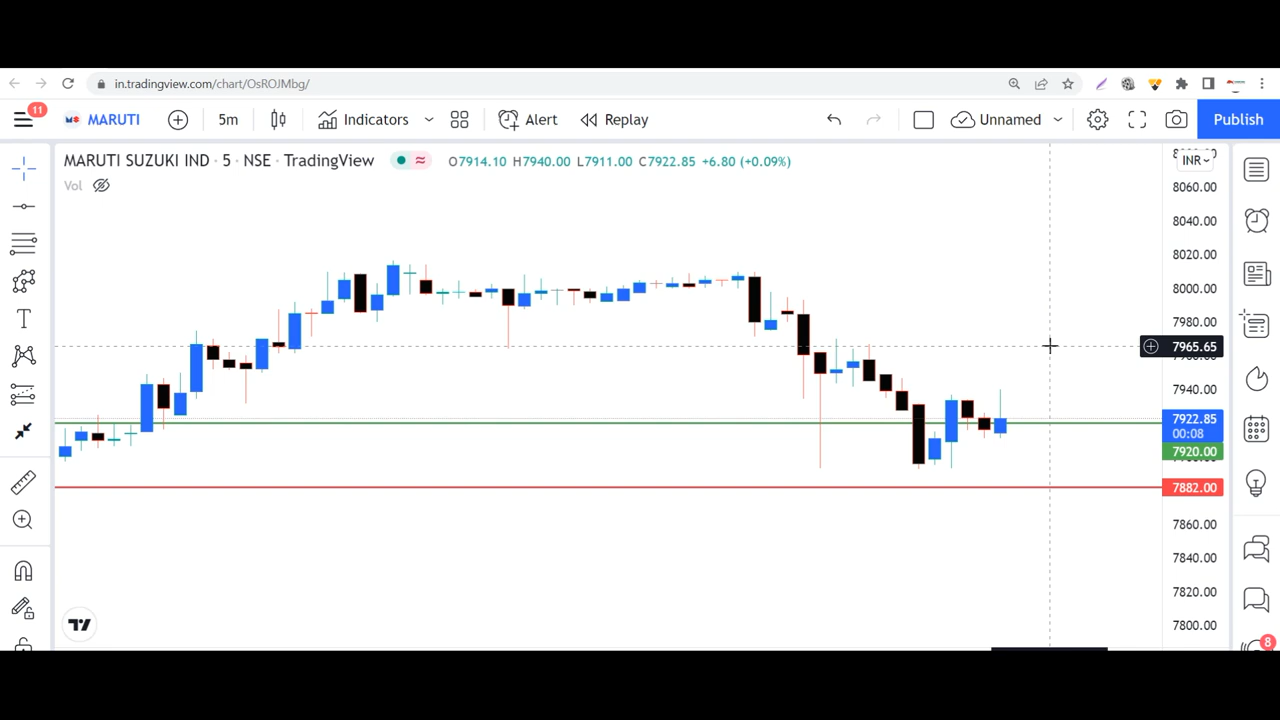 in.tradingview.com/chart/OsROJMbg/
11
MARUTI
5m
Indicators
Alert
Replay
Unnamed
Publish
MARUTI SUZUKI IND · 5 · NSE · TradingView
O7914.10 H7940.00 L7911.00 C7922.85 +6.80 (+0.09%)
INR
Vol
8060.00
8040.00
8020.00
8000.00
7980.00
7965.65
7940.00
7922.85
00:08
7920.00
7882.00
7860.00
7840.00
7820.00
7800.00
8